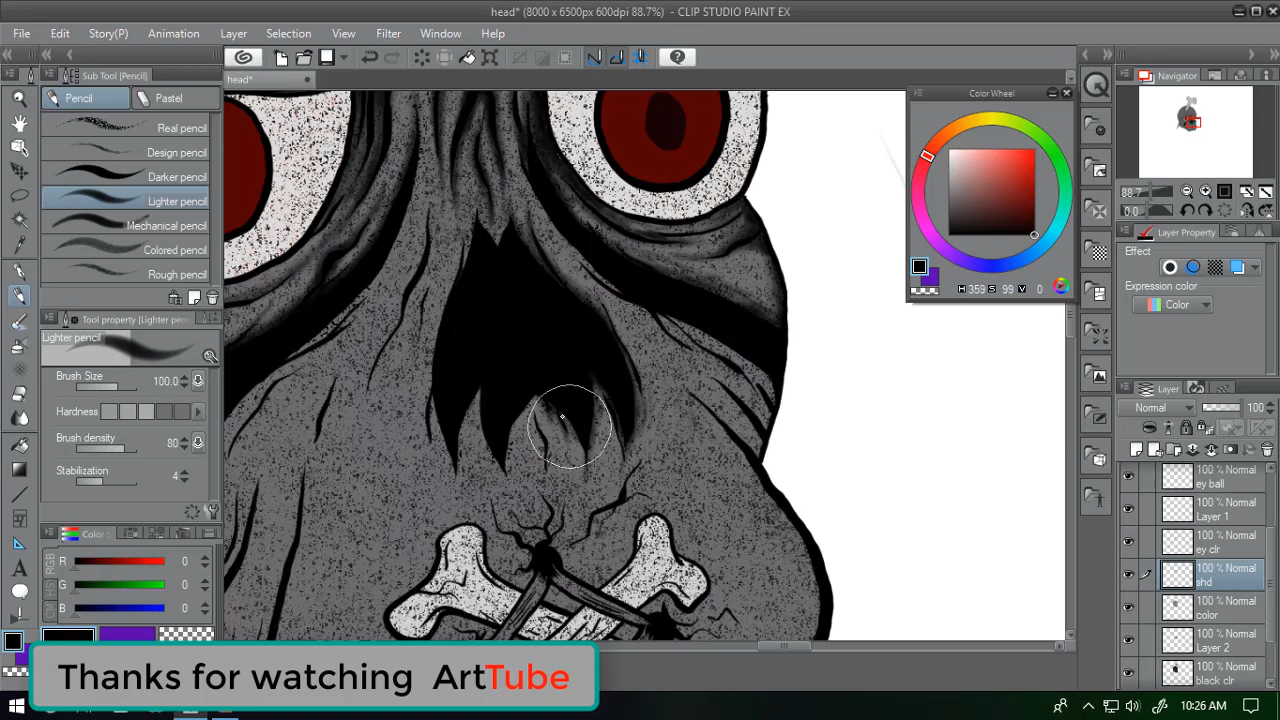 head* (8000 x 6500px 600dpi 88.7%) - CLIP STUDIO PAINT EX
File Edit Story(P) Animation Layer Selection View Filter Window Help
Sub Tool [Pencil]
head*
Pencil Pastel
Real pencil
Design pencil
Darker pencil
Lighter pencil
Mechanical pencil
Colored pencil
Rough pencil
Tool property [Lighter pen
Lighter pencil
Brush Size 100.0
Hardness
Brush density 80
Stabilization 4
Color
RGB
R 0
G 0
B 0
Color Wheel
H 359 S 99 V 0
Navigator
88.7
0.0
Layer Property
Effect
Expression color
Color
Layer
Normal 100
100 % Normal
ey ball
100 % Normal
Layer 1
100 % Normal
ey clr
100 % Normal
shd
100 % Normal
color
100 % Normal
Layer 2
100 % Normal
black clr
Thanks for watching ArtTube
10:26 AM